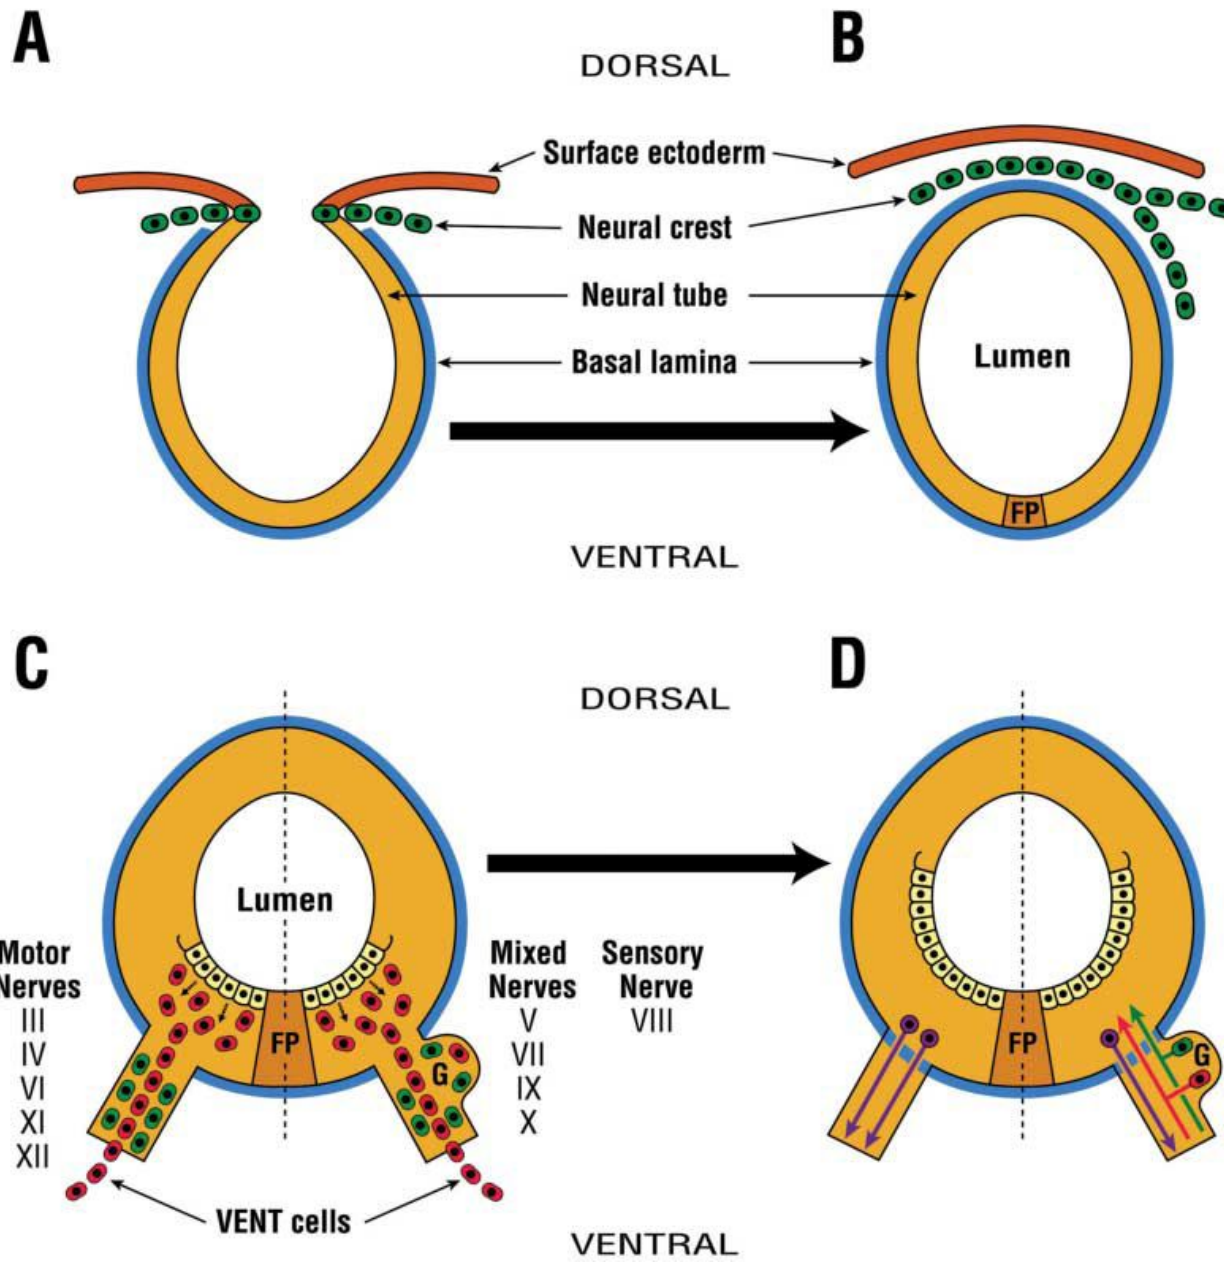 A
B
DORSAL
Surface ectoderm
Neural crest
Neural tube
Basal lamina
Lumen
FP
VENTRAL
C
D
DORSAL
Lumen
Motor
Nerves
III
IV
VI
XI
XII
FP
G
Mixed
Nerves
V
VII
IX
X
Sensory
Nerve
VIII
FP
G
VENT cells
VENTRAL